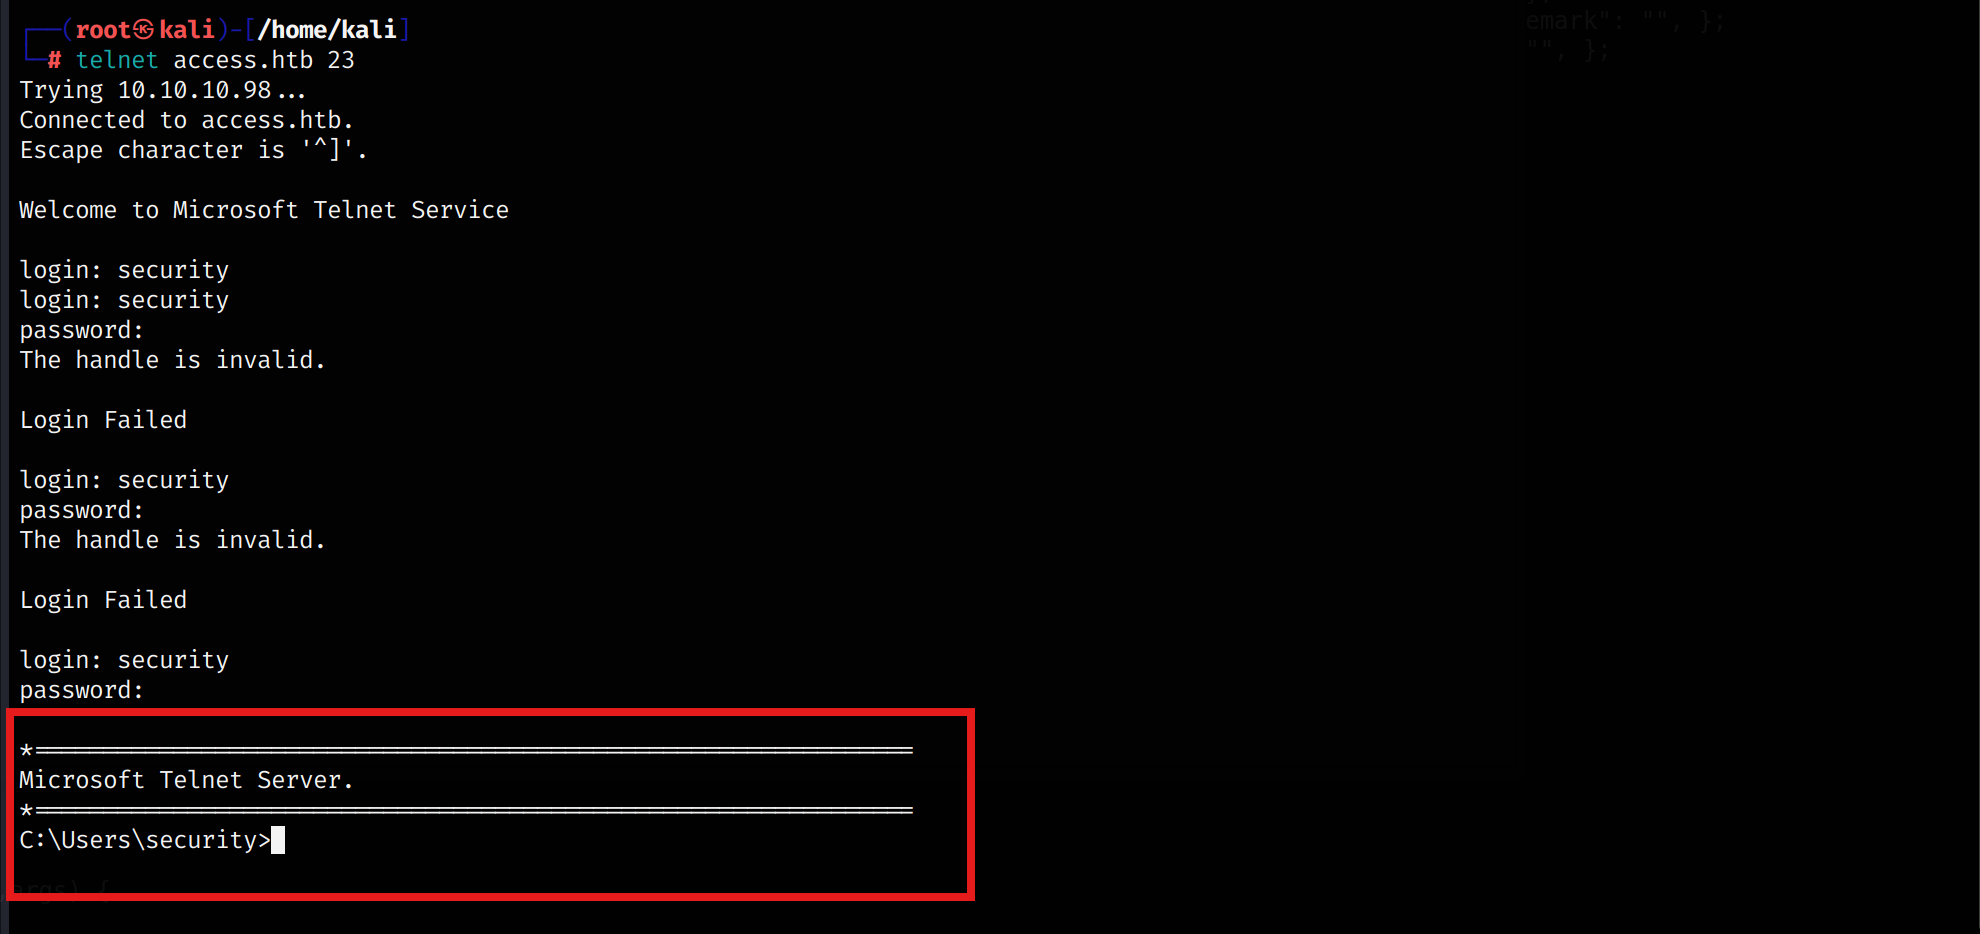 ┌──(root㉿kali)-[/home/kali]
└─# telnet access.htb 23
Trying 10.10.10.98...
Connected to access.htb.
Escape character is '^]'.
Welcome to Microsoft Telnet Service
login: security
login: security
password:
The handle is invalid.
Login Failed
login: security
password:
The handle is invalid.
Login Failed
login: security
password:
*===============================================================
Microsoft Telnet Server.
*===============================================================
C:\Users\security>
emark": "", };
"", };
args) {